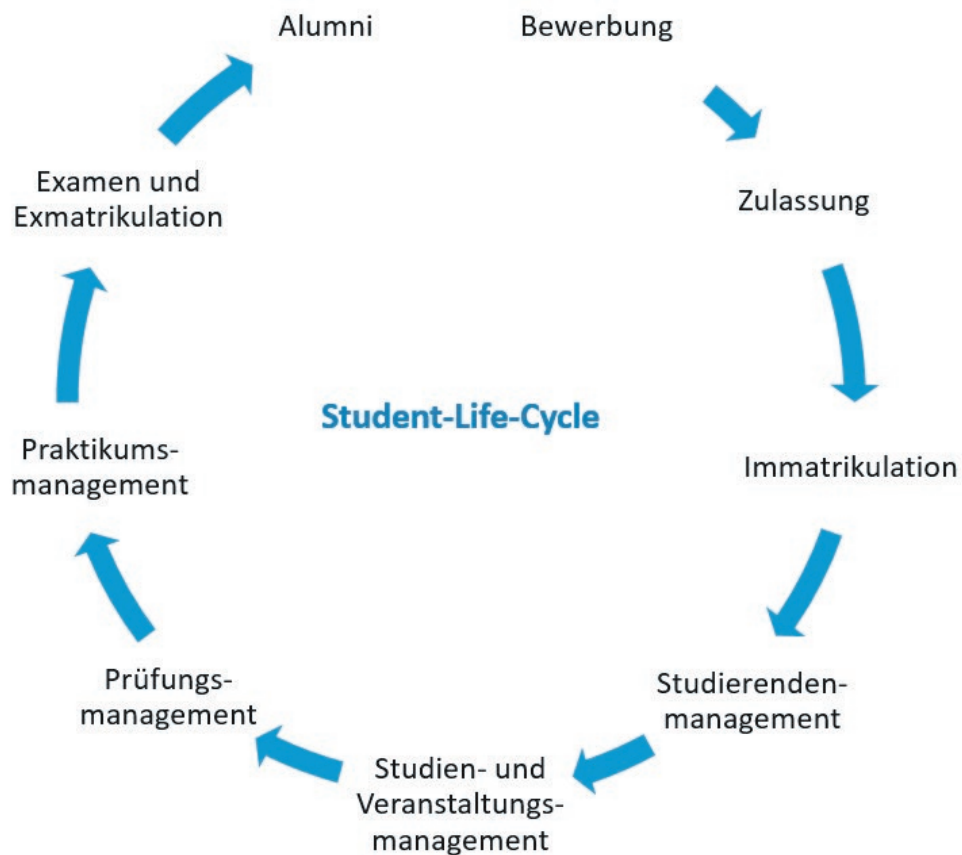 Alumni
Bewerbung
Zulassung
Immatrikulation
Studierenden-
management
Studien- und
Veranstaltungs-
management
Prüfungs-
management
Praktikums-
management
Examen und
Exmatrikulation
Student-Life-Cycle